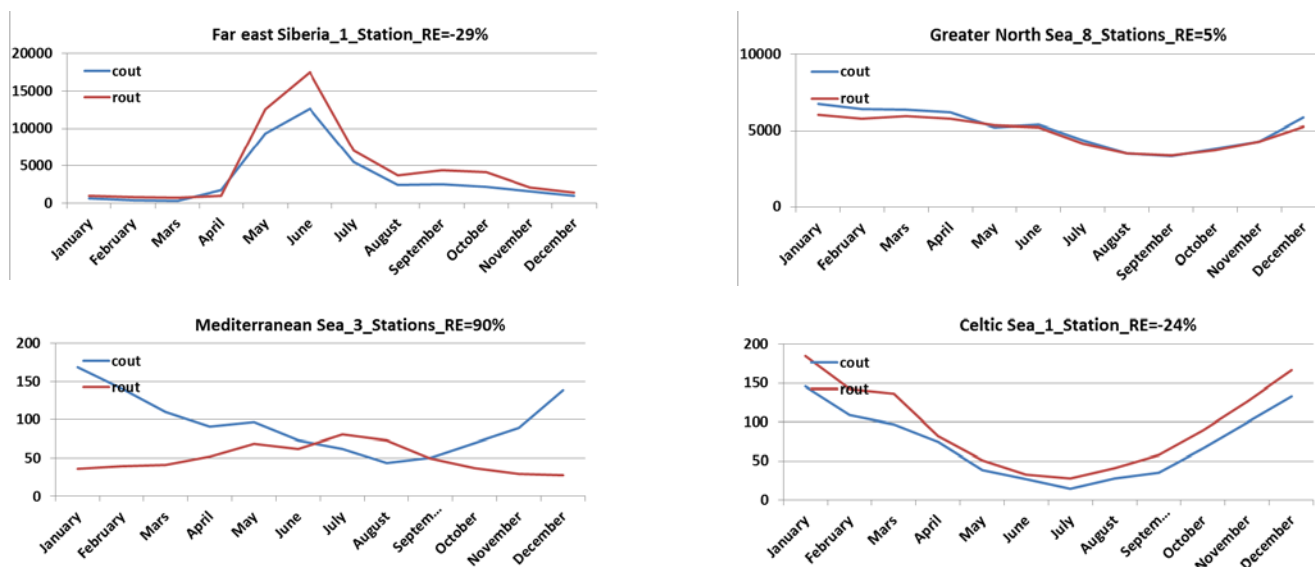 Far east Siberia_1_Station_RE=-29%
20000
15000
10000
5000
0
cout
rout
January
February
Mars
April
May
June
July
August
September
October
November
December
Greater North Sea_8_Stations_RE=5%
10000
5000
0
cout
rout
January
February
Mars
April
May
June
July
August
September
October
November
December
Mediterranean Sea_3_Stations_RE=90%
200
150
100
50
0
cout
rout
January
February
Mars
April
May
June
July
August
Septem...
October
November
December
Celtic Sea_1_Station_RE=-24%
200
150
100
50
0
cout
rout
January
February
Mars
April
May
June
July
August
Septem...
October
November
December